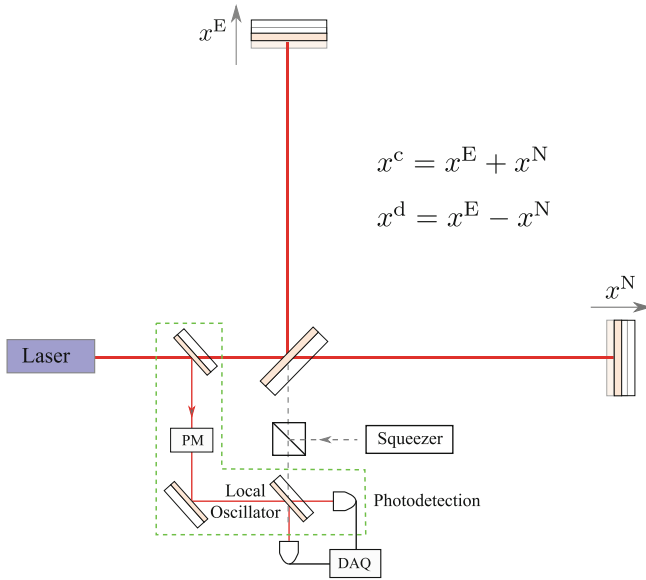 x^E
x^c = x^E + x^N
x^d = x^E − x^N
x^N
Laser
PM
Squeezer
Local
Oscillator
Photodetection
DAQ